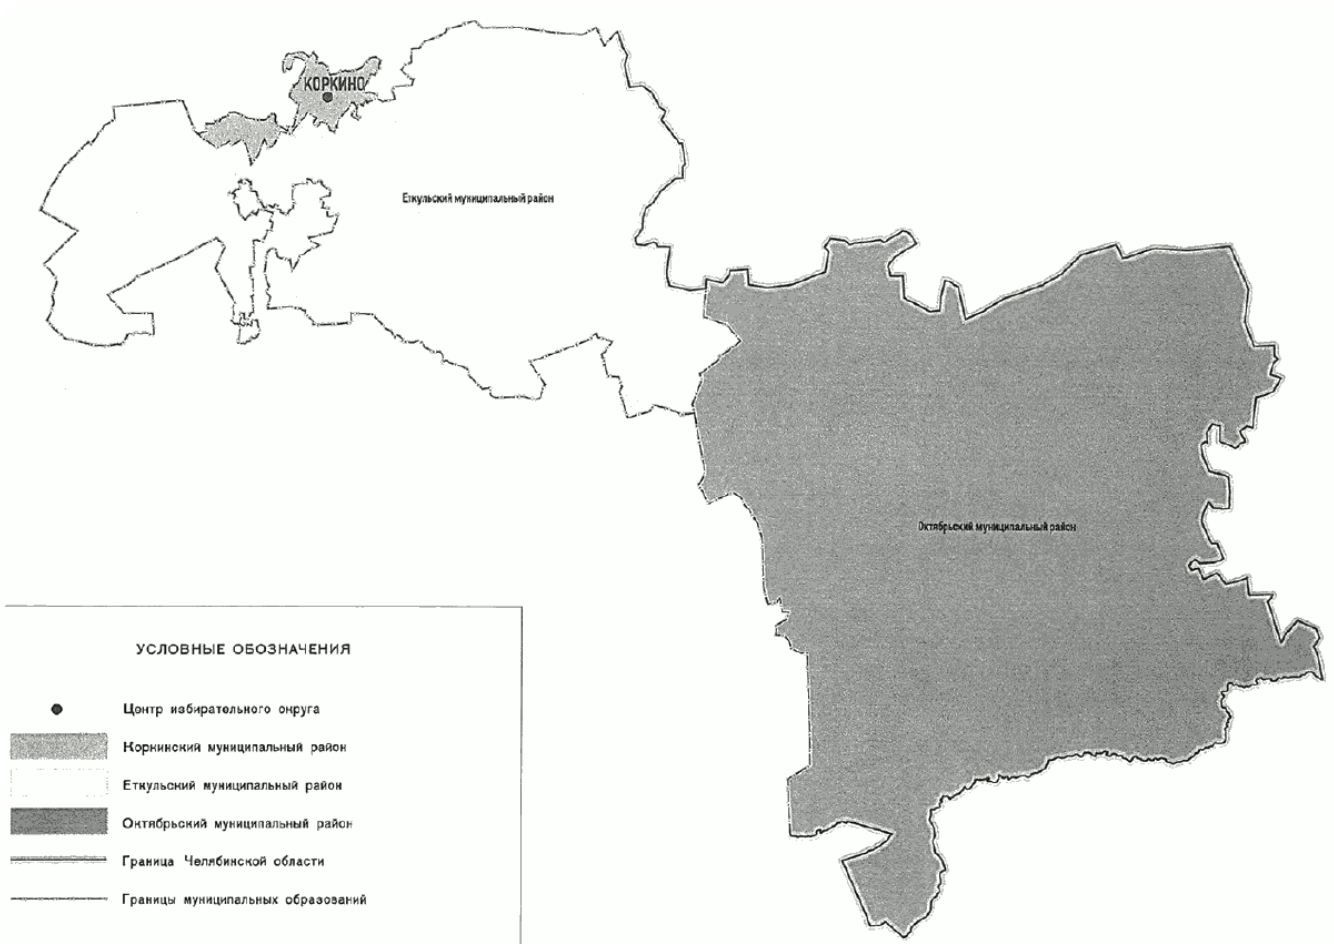 КОРКИНО
Еткульский муниципальный район
Октябрьский муниципальный район
УСЛОВНЫЕ ОБОЗНАЧЕНИЯ
Центр избирательного округа
Коркинский муниципальный район
Еткульский муниципальный район
Октябрьский муниципальный район
Граница Челябинской области
Границы муниципальных образований